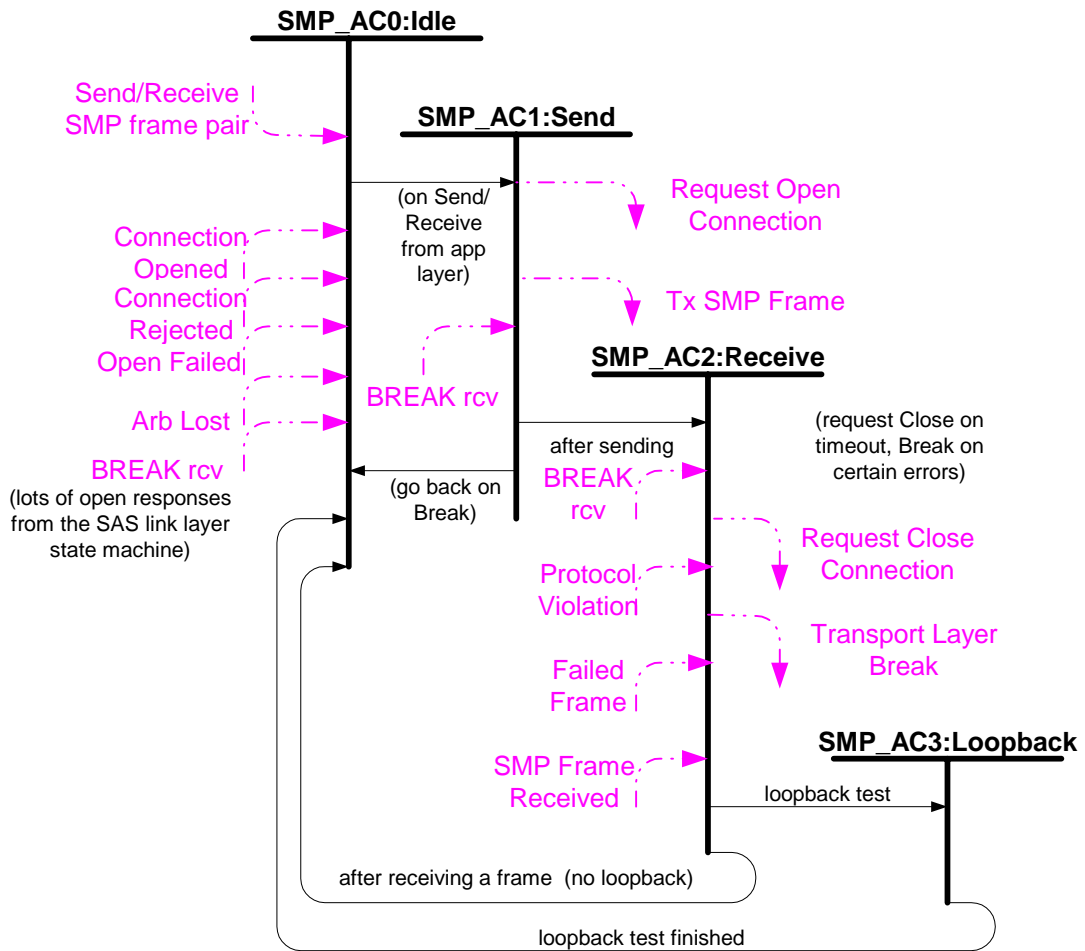 SMP_AC0:Idle
Send/Receive
SMP frame pair
SMP_AC1:Send
(on Send/
Receive
from app
layer)
Request Open
Connection
Connection
Opened
Connection
Rejected
Open Failed
Tx SMP Frame
BREAK rcv
SMP_AC2:Receive
Arb Lost
BREAK rcv
(lots of open responses
from the SAS link layer
state machine)
(go back on
Break)
after sending
BREAK
rcv
(request Close on
timeout, Break on
certain errors)
Request Close
Connection
Protocol
Violation
Transport Layer
Break
Failed
Frame
SMP_AC3:Loopback
SMP Frame
Received
loopback test
after receiving a frame (no loopback)
loopback test finished